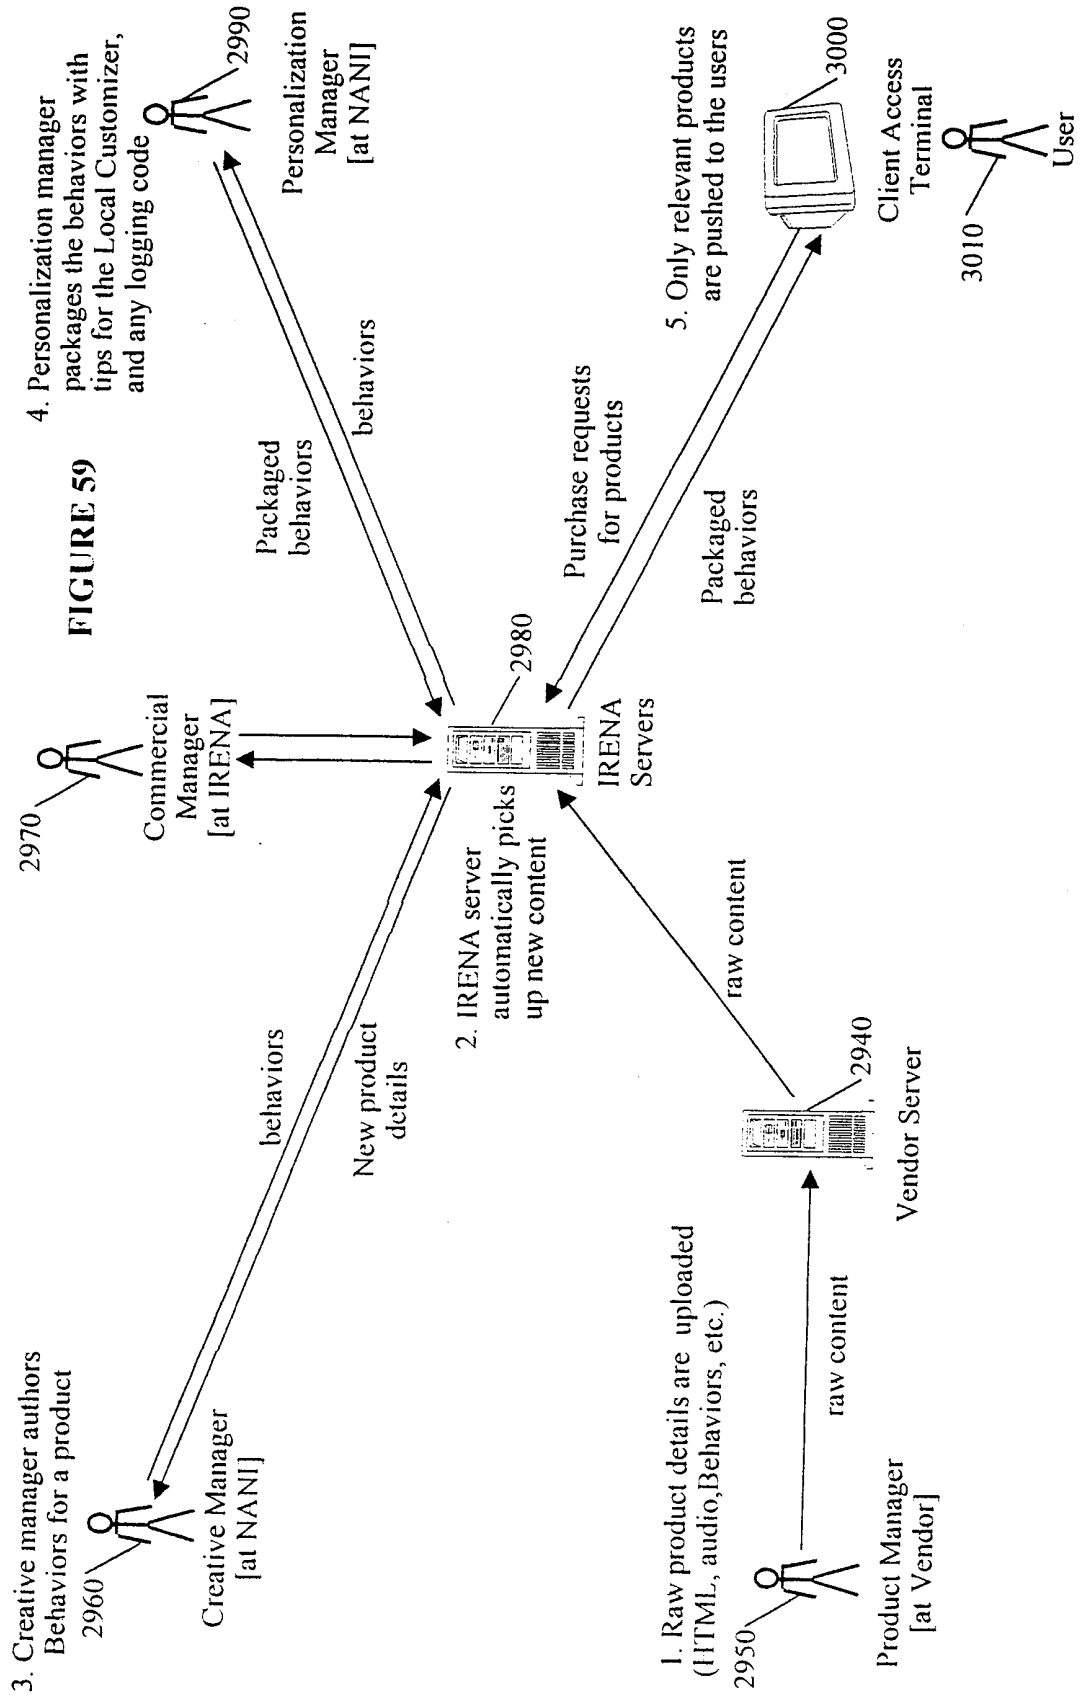 FIGURE 59
3. Creative manager authors
Behaviors for a product
2960
Creative Manager
[at NANI]
behaviors
New product
details
2970
Commercial
Manager
[at IRENA]
4. Personalization manager
packages the behaviors with
tips for the Local Customizer,
and any logging code
2990
Personalization
Manager
[at NANI]
Packaged
behaviors
behaviors
2980
IRENA
Servers
2. IRENA server
automatically picks
up new content
1. Raw product details are uploaded
(HTML, audio,Behaviors, etc.)
2950
Product Manager
[at Vendor]
raw content
2940
Vendor Server
raw content
Purchase requests
for products
Packaged
behaviors
5. Only relevant products
are pushed to the users
3000
Client Access
Terminal
3010
User